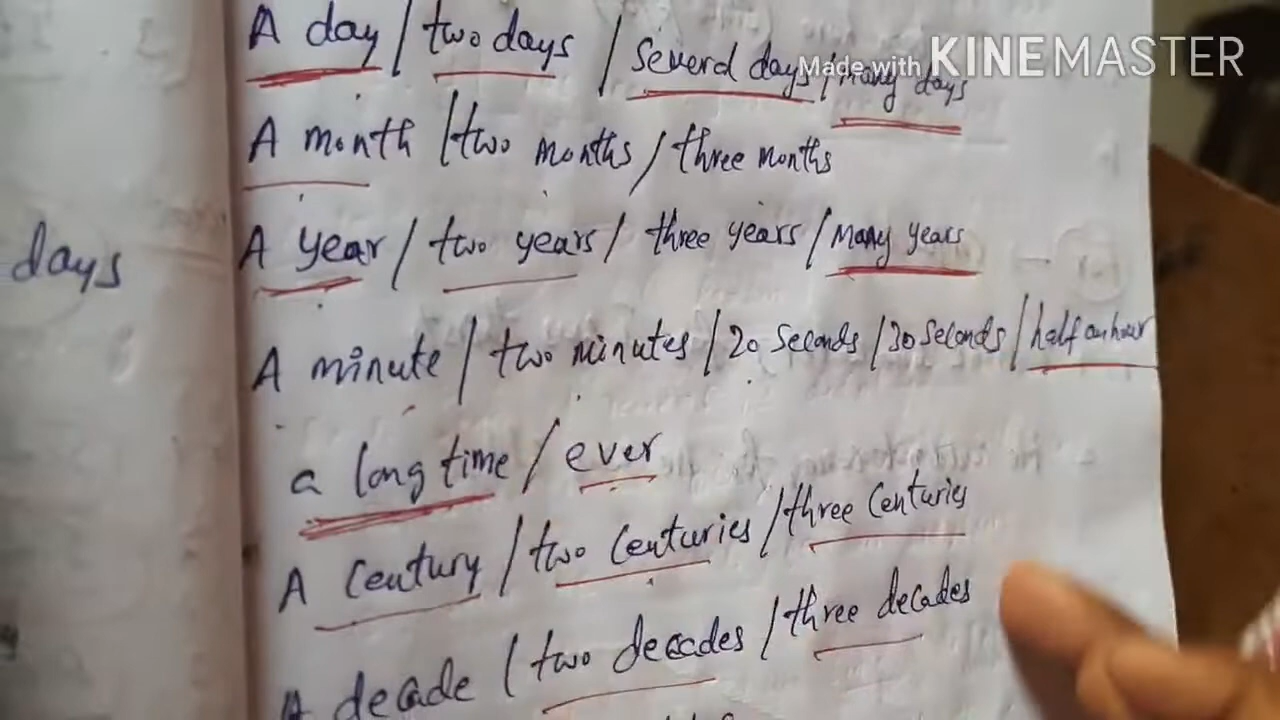 A day / two days / several days / many days
Made with KINEMASTER
A month / two months / three months
A year / two years / three years / Many years
days
A minute / two minutes / 20 seconds / 30 seconds / half an hour
a long time / ever
A Century / two Centuries / three Centuries
A decade / two decades / three decades